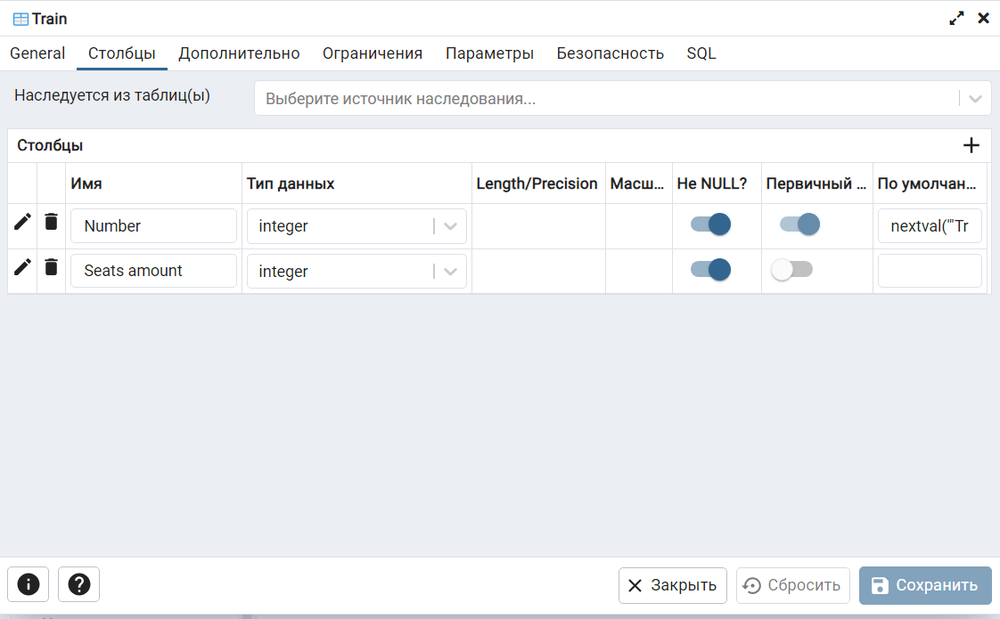 Train
General Столбцы Дополнительно Ограничения Параметры Безопасность SQL
Наследуется из таблиц(ы) Выберите источник наследования...
Столбцы
Имя Тип данных Length/Precision Масш... Не NULL? Первичный ... По умолчан...
Number integer nextval('"Tr
Seats amount integer
Закрыть Сбросить Сохранить